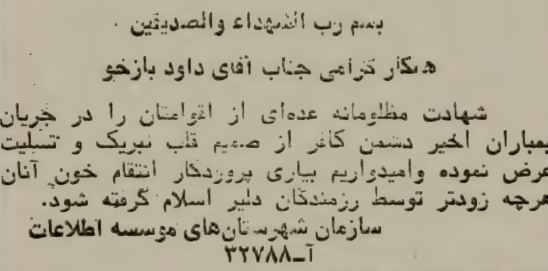 بسم رب الشهداء والصدیقین
همکار گرامی جناب آقای داود بازخو
شهادت مظلومانه عده‌ای از اقوامتان را در جریان
بمباران اخیر دشمن کافر از صمیم قلب تبریک و تسلیت
عرض نموده وامیدواریم بیاری پروردگار انتقام خون آنان
هرچه زودتر توسط رزمندگان دلیر اسلام گرفته شود.
سازمان شهرستان‌های موسسه اطلاعات
آ–۳۲۷۸۸